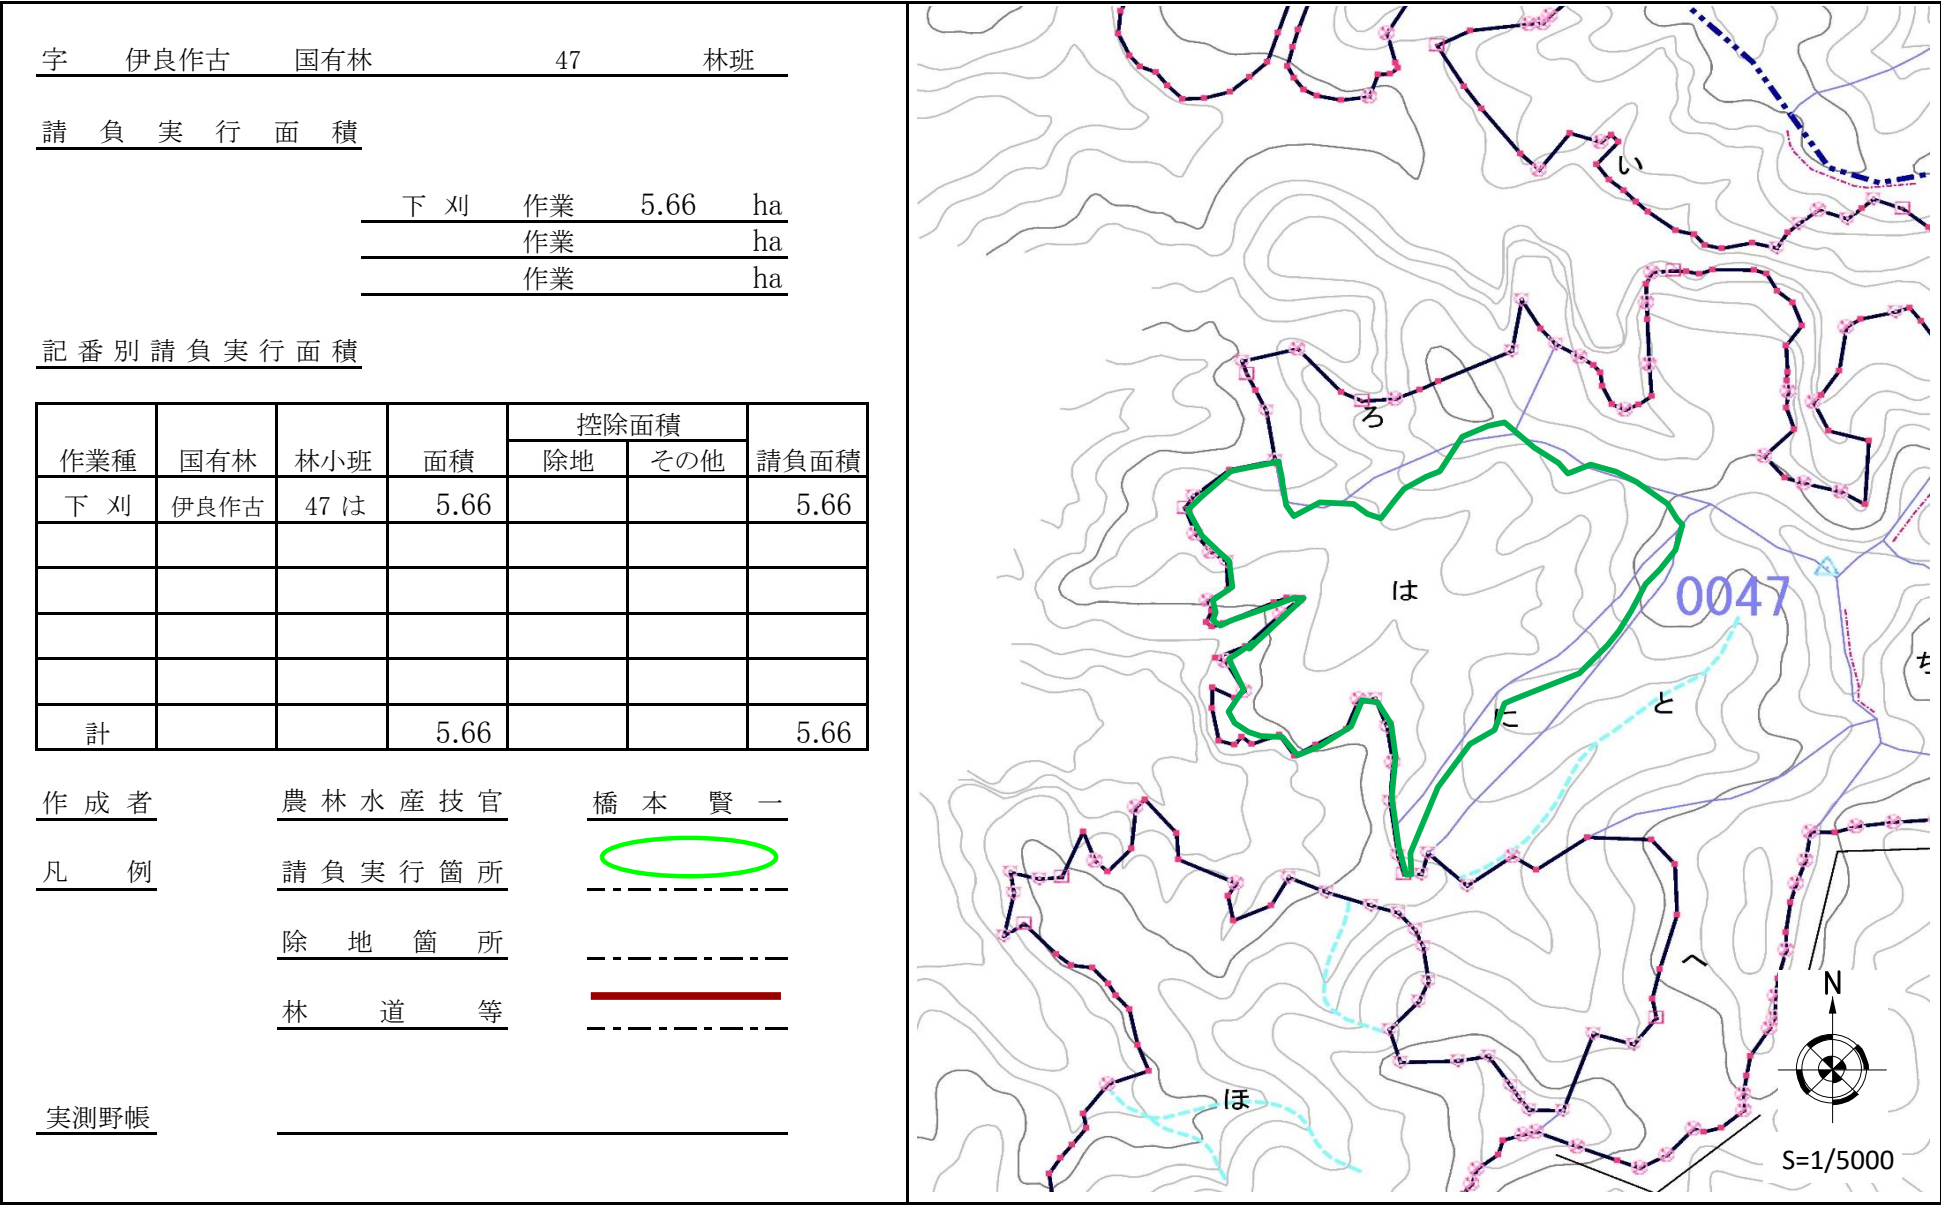 字 伊良作古 国有林 47 林班
請負実行面積
下刈 作業 5.66 ha
作業 ha
作業 ha
記番別請負実行面積
作業種 国有林 林小班 面積 控除面積 請負面積
除地 その他
下刈 伊良作古 47 は 5.66 5.66
計 5.66 5.66
作成者 農林水産技官 橋本 賢一
凡例 請負実行箇所
除地箇所
林道等
実測野帳
い
ろ
は
0047
ち
に
と
へ
N
ほ
S=1/5000